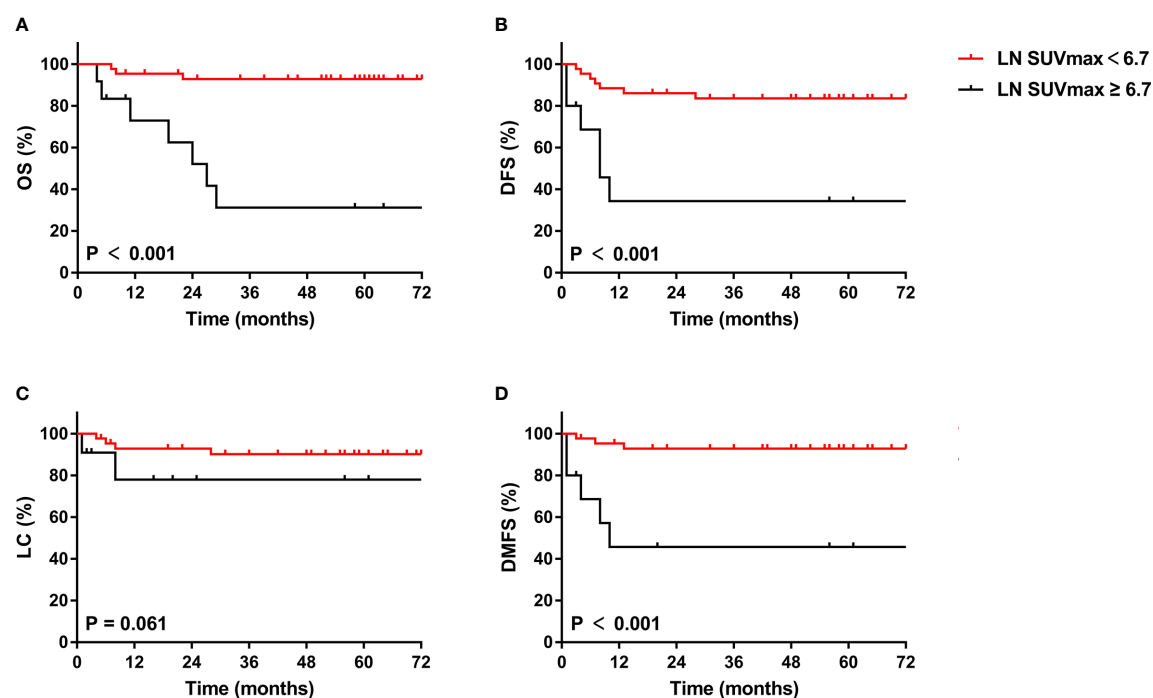 A
100
80
60
40
20
0
OS (%)
P < 0.001
0 12 24 36 48 60 72
Time (months)
B
100
80
60
40
20
0
DFS (%)
P < 0.001
0 12 24 36 48 60 72
Time (months)
LN SUVmax < 6.7
LN SUVmax ≥ 6.7
C
100
80
60
40
20
0
LC (%)
P = 0.061
0 12 24 36 48 60 72
Time (months)
D
100
80
60
40
20
0
DMFS (%)
P < 0.001
0 12 24 36 48 60 72
Time (months)